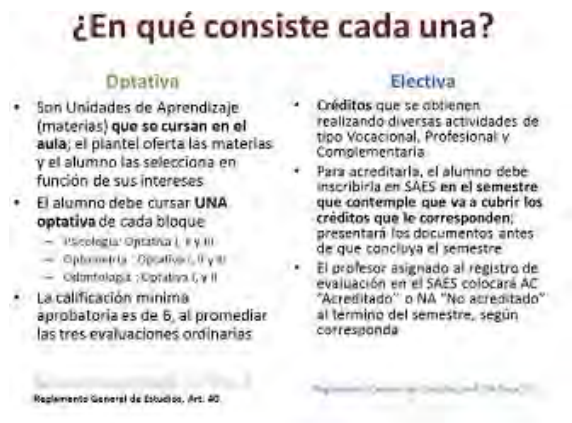 ¿En qué consiste cada una?
Optativa
• Son Unidades de Aprendizaje
(materias) que se cursan en el
aula; el plantel oferta las materias
y el alumno las selecciona en
función de sus intereses
• El alumno debe cursar UNA
optativa de cada bloque
– Psicología: Optativa I, II y III
– Optometría : Optativa I, II y III
– Odontología : Optativa I, y II
• La calificación mínima
aprobatoria es de 6, al promediar
las tres evaluaciones ordinarias
Reglamento General de Estudios, Art. 40
Electiva
• Créditos que se obtienen
realizando diversas actividades de
tipo Vocacional, Profesional y
Complementaria
• Para acreditarla, el alumno debe
inscribirla en SAES en el semestre
que contemple que va a cubrir los
créditos que le corresponden;
presentará los documentos antes
de que concluya el semestre
• El profesor asignado al registro de
evaluación en el SAES colocará AC
"Acreditado" o NA "No acreditado"
al término del semestre, según
corresponda